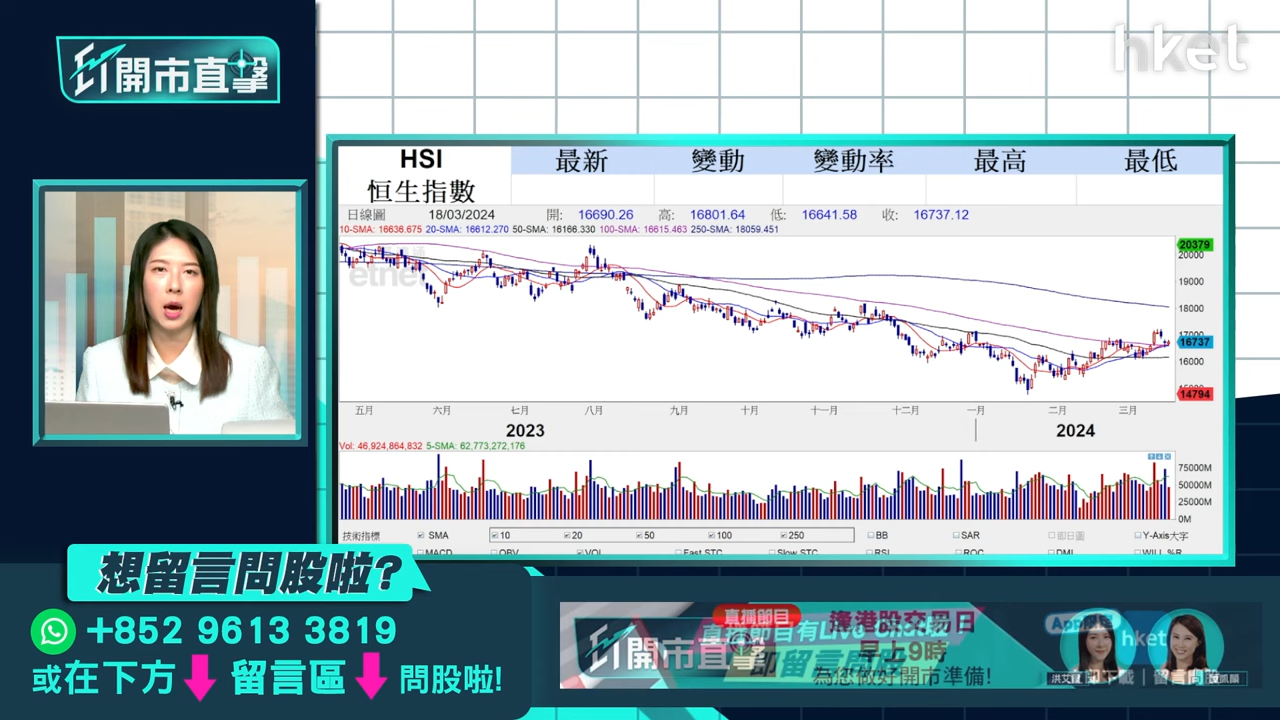 開市直擊
hket
HSI
恒生指數
最新 變動 變動率 最高 最低
日線圖 18/03/2024 開: 16690.26 高: 16801.64 低: 16641.58 收: 16737.12
10-SMA: 16636.675 20-SMA: 16612.270 50-SMA: 16166.330 100-SMA: 16615.463 250-SMA: 18059.451
20379
20000
19000
18000
17000
16737
16000
14794
五月 六月 七月 八月 九月 十月 十一月 十二月 一月 二月 三月
2023 2024
Vol: 46,924,864,832 5-SMA: 62,773,272,176
75000M
50000M
25000M
0M
技術指標 SMA 10 20 50 100 250 BB SAR 即日圖 Y-Axis大字
MACD OBV VOL Fast STC Slow STC RSI ROC DMI WILL %R
想留言問股啦?
+852 9613 3819
或在下方 留言區 問股啦!
開市直擊
直播節目
逢港股交易日
早上9時
為您做好開市準備!
hket